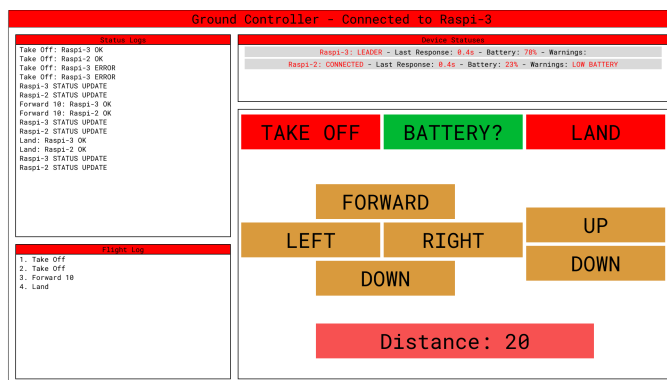 Ground Controller - Connected to Raspi-3
Status Logs
Take Off: Raspi-3 OK
Take Off: Raspi-2 OK
Take Off: Raspi-3 ERROR
Take Off: Raspi-3 ERROR
Raspi-3 STATUS UPDATE
Raspi-2 STATUS UPDATE
Forward 10: Raspi-3 OK
Forward 10: Raspi-2 OK
Raspi-3 STATUS UPDATE
Raspi-2 STATUS UPDATE
Land: Raspi-3 OK
Land: Raspi-2 OK
Raspi-3 STATUS UPDATE
Raspi-2 STATUS UPDATE
Flight Log
1. Take Off
2. Take Off
3. Forward 10
4. Land
Device Statuses
Raspi-3: LEADER - Last Response: 0.4s - Battery: 70% - Warnings:
Raspi-2: CONNECTED - Last Response: 0.4s - Battery: 23% - Warnings: LOW BATTERY
TAKE OFF
BATTERY?
LAND
FORWARD
LEFT
RIGHT
DOWN
UP
DOWN
Distance: 20